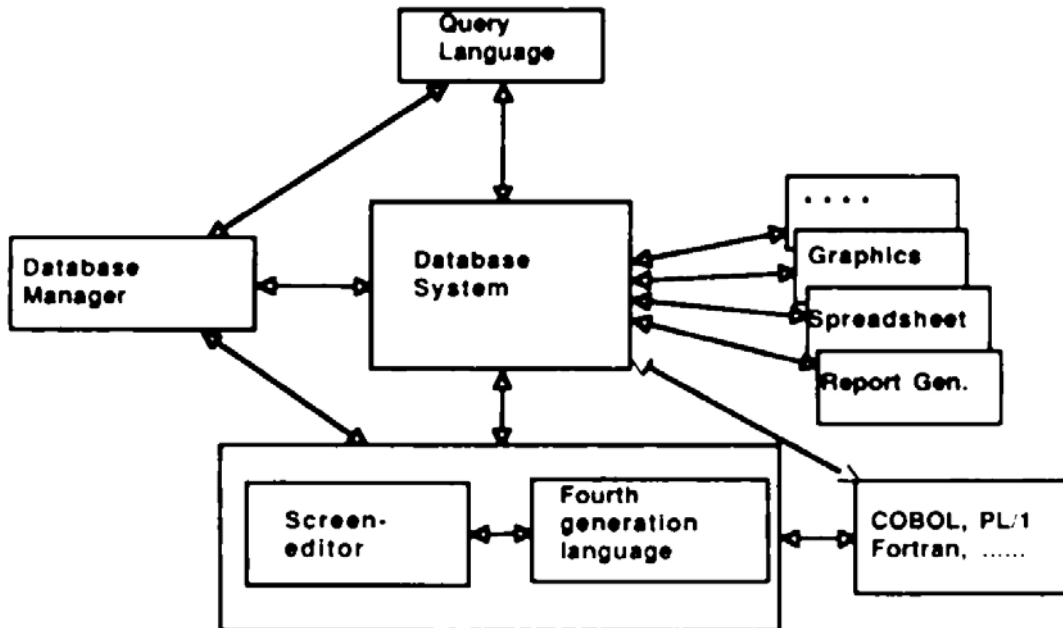 Query
Language
. . . .
Database
Manager
Database
System
Graphics
Spreadsheet
Report Gen.
Screen-
editor
Fourth
generation
language
COBOL, PL/1
Fortran, ......